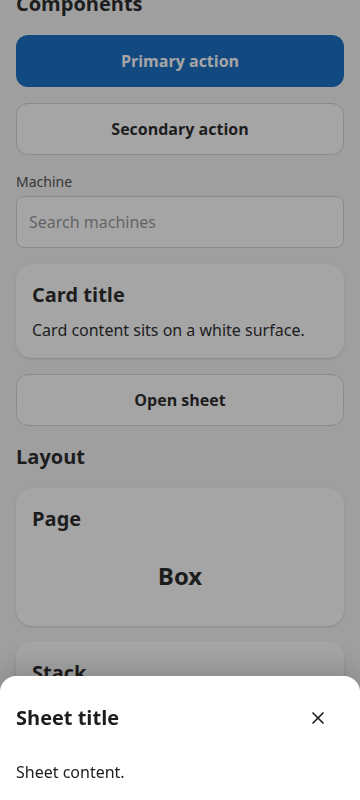 Components
Primary action
Secondary action
Machine
Search machines
Card title
Card content sits on a white surface.
Open sheet
Layout
Page
Box
Stack
Sheet title
Sheet content.